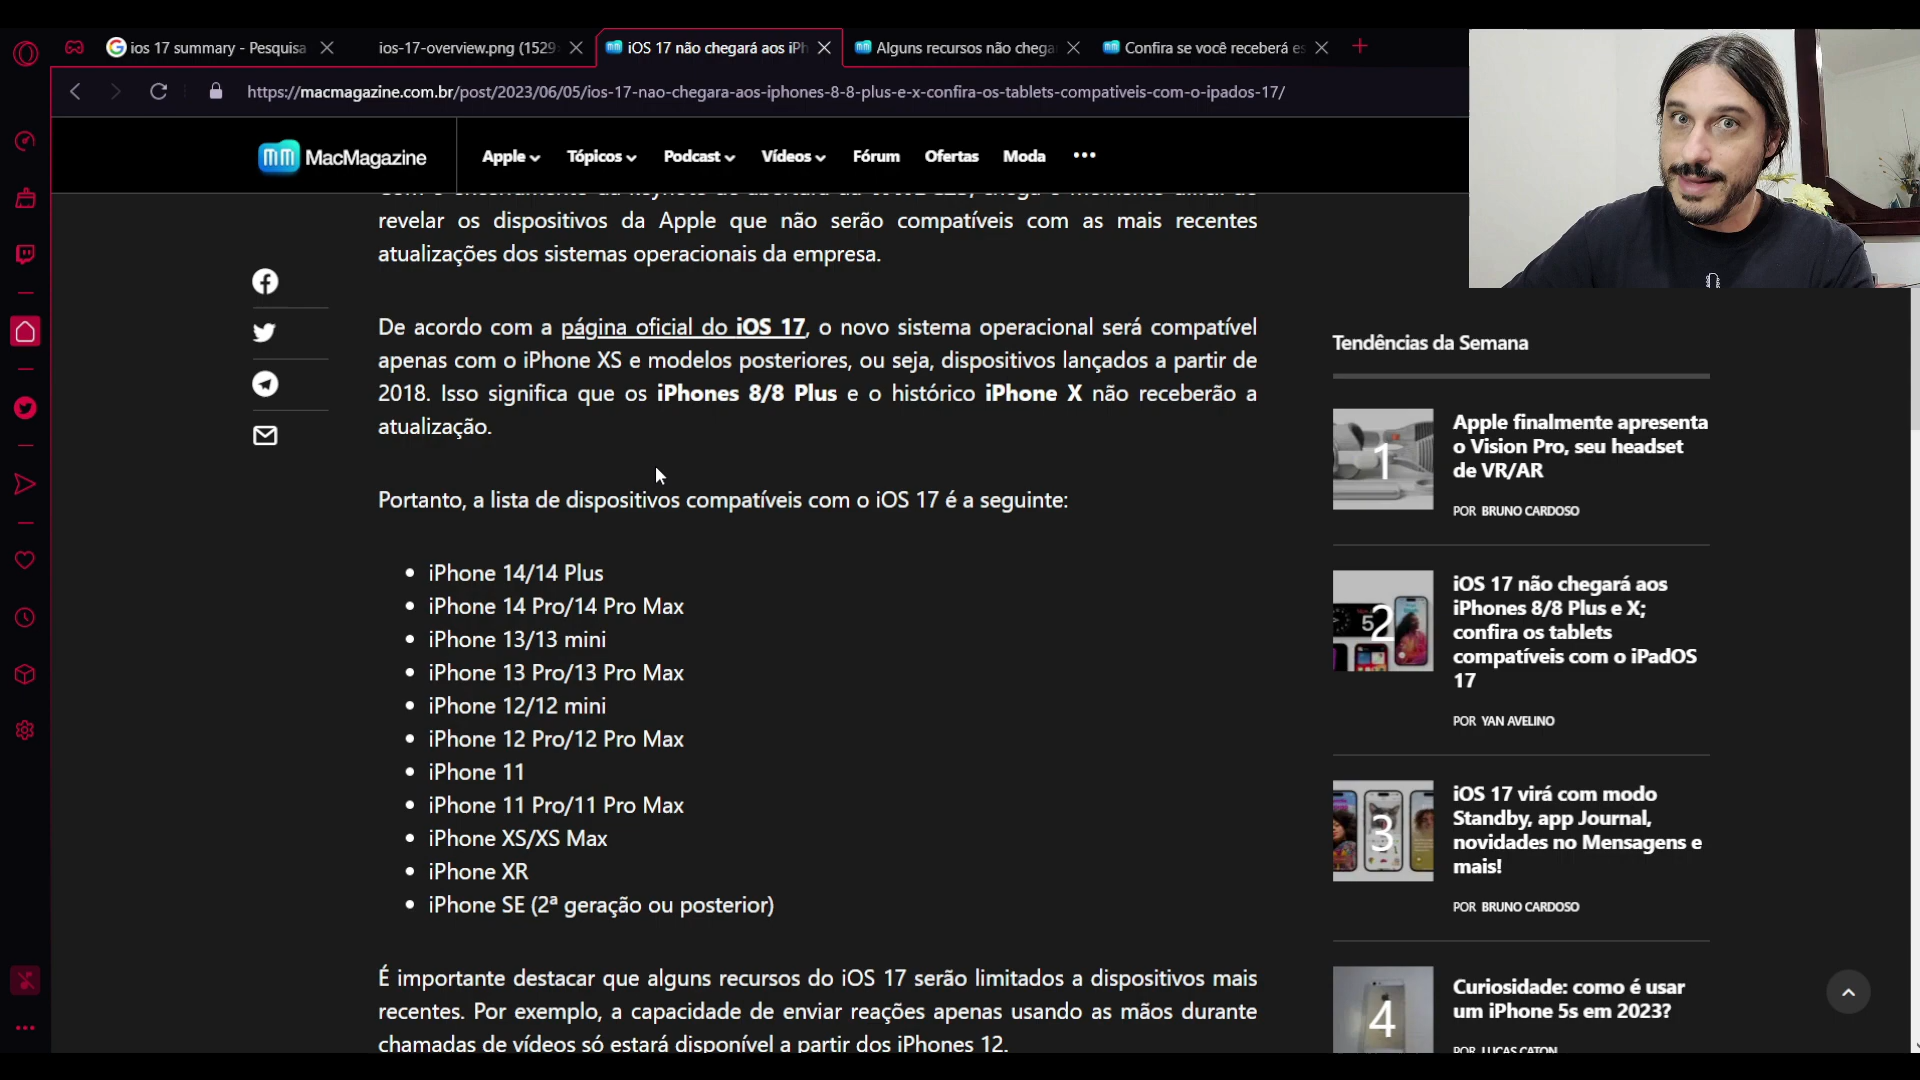 ios 17 summary - Pesquisa
ios-17-overview.png (1529
iOS 17 não chegará aos iPh
Alguns recursos não chega
Confira se você receberá es
https://macmagazine.com.br/post/2023/06/05/ios-17-nao-chegara-aos-iphones-8-8-plus-e-x-confira-os-tablets-compativeis-com-o-ipados-17/
MacMagazine
Apple
Tópicos
Podcast
Vídeos
Fórum
Ofertas
Moda
revelar os dispositivos da Apple que não serão compatíveis com as mais recentes
atualizações dos sistemas operacionais da empresa.
De acordo com a página oficial do iOS 17, o novo sistema operacional será compatível
apenas com o iPhone XS e modelos posteriores, ou seja, dispositivos lançados a partir de
2018. Isso significa que os iPhones 8/8 Plus e o histórico iPhone X não receberão a
atualização.
Portanto, a lista de dispositivos compatíveis com o iOS 17 é a seguinte:
• iPhone 14/14 Plus
• iPhone 14 Pro/14 Pro Max
• iPhone 13/13 mini
• iPhone 13 Pro/13 Pro Max
• iPhone 12/12 mini
• iPhone 12 Pro/12 Pro Max
• iPhone 11
• iPhone 11 Pro/11 Pro Max
• iPhone XS/XS Max
• iPhone XR
• iPhone SE (2ª geração ou posterior)
É importante destacar que alguns recursos do iOS 17 serão limitados a dispositivos mais
recentes. Por exemplo, a capacidade de enviar reações apenas usando as mãos durante
chamadas de vídeos só estará disponível a partir dos iPhones 12.
Tendências da Semana
1
Apple finalmente apresenta
o Vision Pro, seu headset
de VR/AR
POR BRUNO CARDOSO
2
iOS 17 não chegará aos
iPhones 8/8 Plus e X;
confira os tablets
compatíveis com o iPadOS
17
POR YAN AVELINO
3
iOS 17 virá com modo
Standby, app Journal,
novidades no Mensagens e
mais!
POR BRUNO CARDOSO
4
Curiosidade: como é usar
um iPhone 5s em 2023?
POR LUCAS CATON